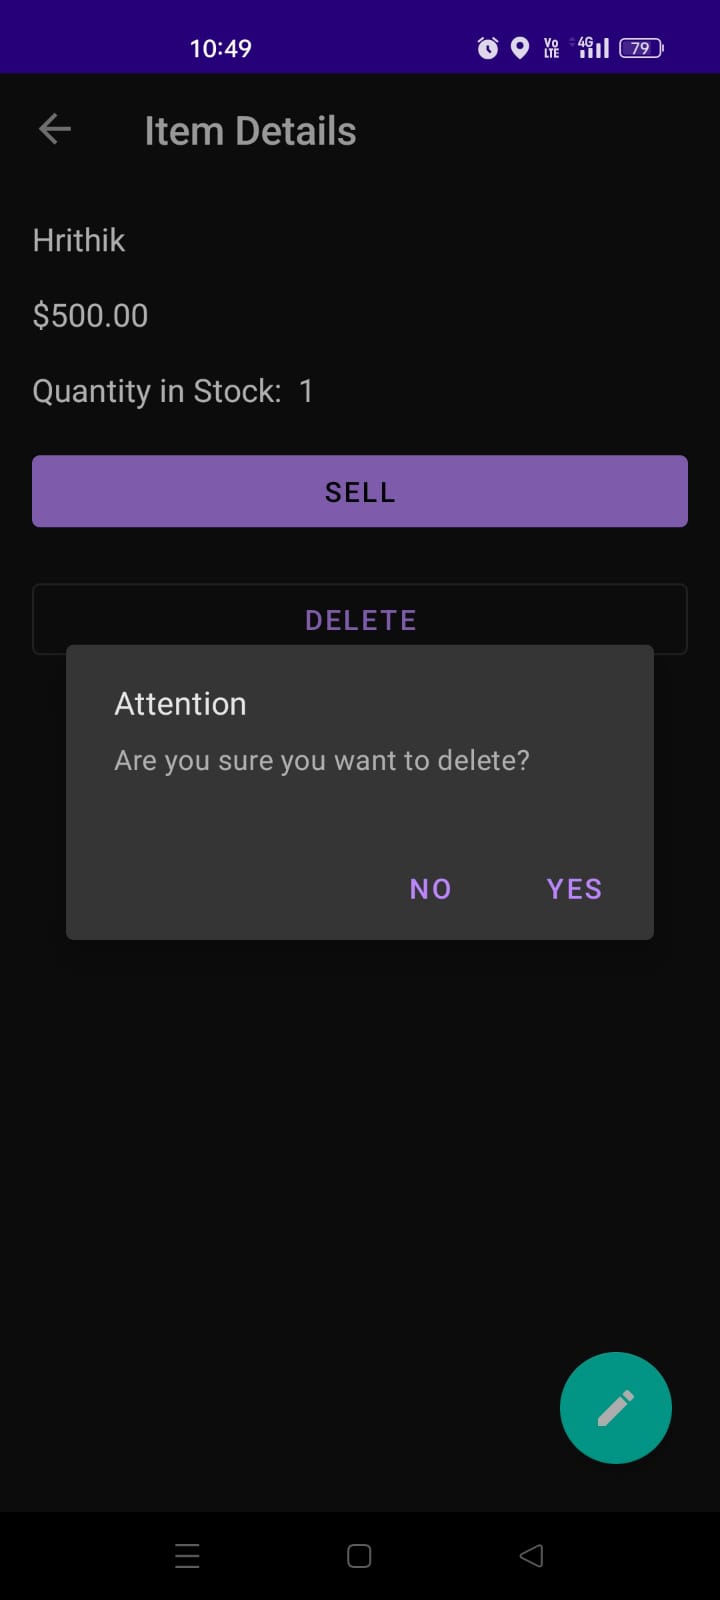 10:49
Vo LTE 4G 79
Item Details
Hrithik
$500.00
Quantity in Stock: 1
SELL
DELETE
Attention
Are you sure you want to delete?
NO YES